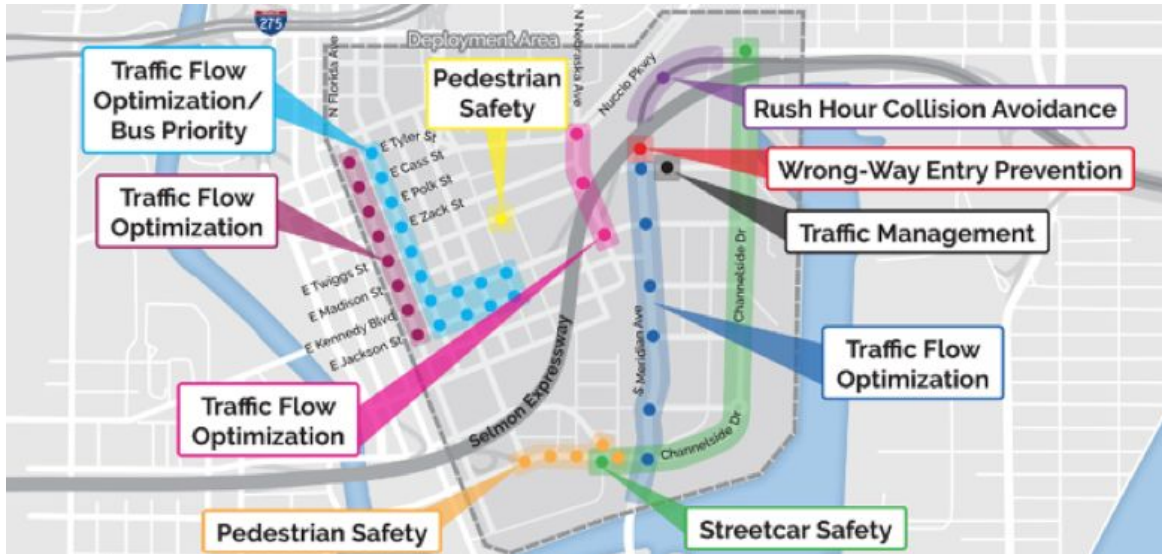 275
Deployment Area
N Florida Ave
N Nebraska Ave
Nuccio Pkwy
Traffic Flow
Optimization/
Bus Priority
Pedestrian
Safety
Rush Hour Collision Avoidance
E Tyler St
E Cass St
E Polk St
E Zack St
Wrong-Way Entry Prevention
Traffic Flow
Optimization
Traffic Management
E Twiggs St
E Madison St
E Kennedy Blvd
E Jackson St
Channelside Dr
S Meridian Ave
Traffic Flow
Optimization
Selmon Expressway
Traffic Flow
Optimization
Channelside Dr
Pedestrian Safety
Streetcar Safety